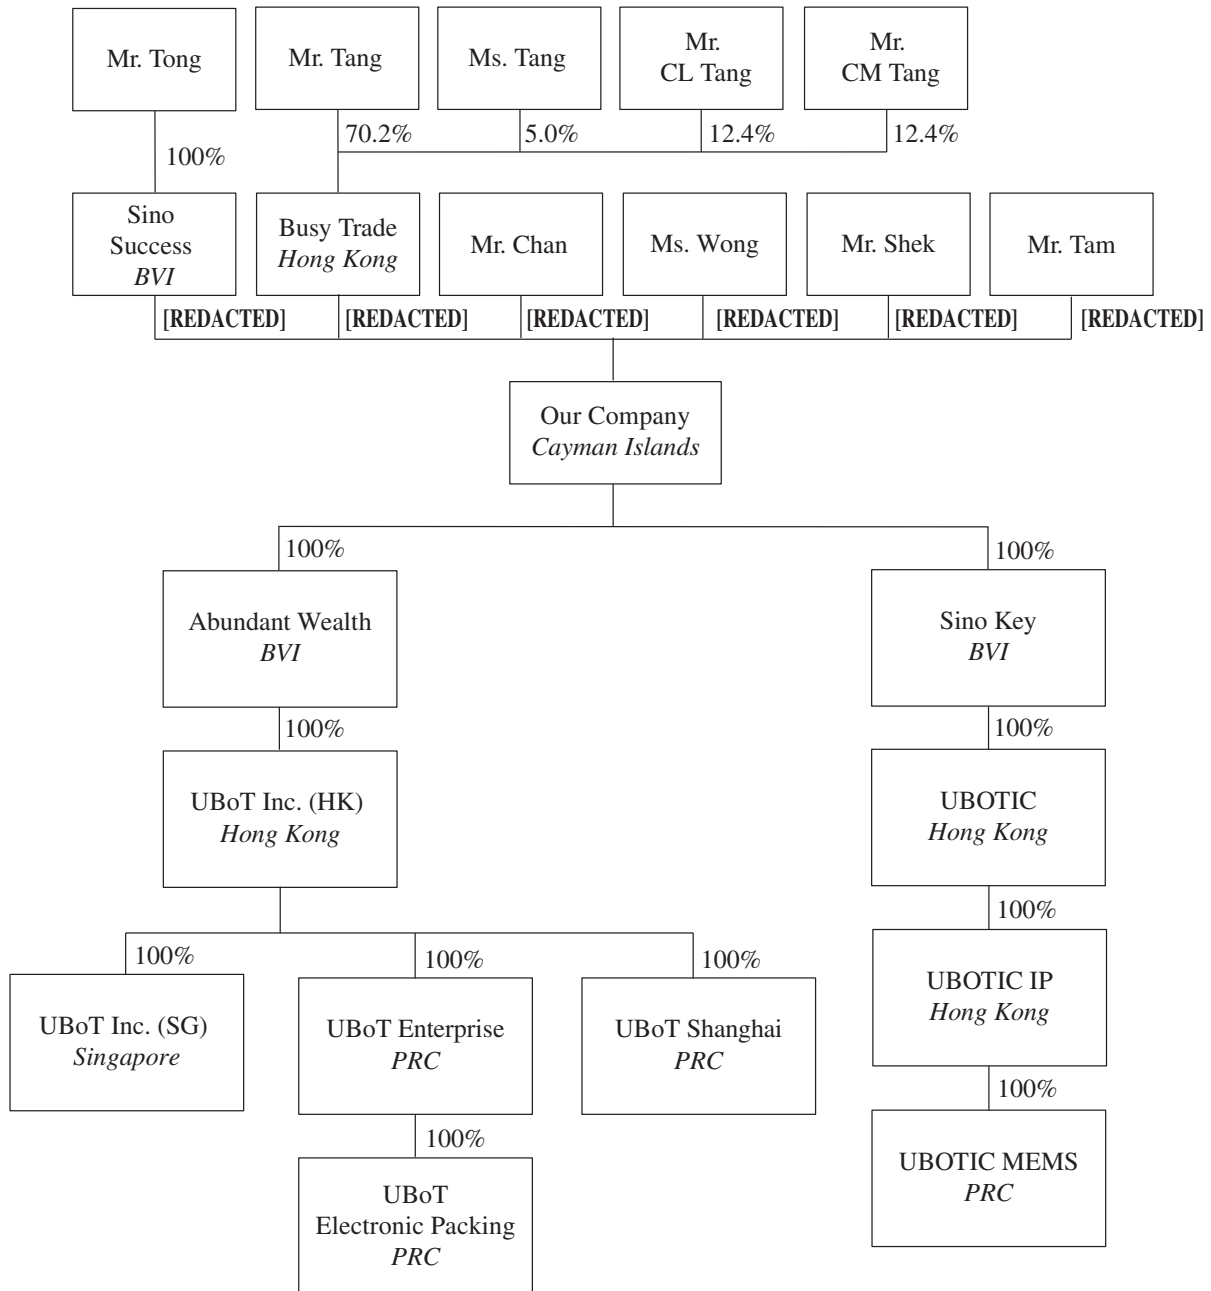 Mr. Tong
Mr. Tang
Ms. Tang
Mr.
CL Tang
Mr.
CM Tang
100%
70.2%
5.0%
12.4%
12.4%
Sino
Success
BVI
Busy Trade
Hong Kong
Mr. Chan
Ms. Wong
Mr. Shek
Mr. Tam
[REDACTED]
[REDACTED]
[REDACTED]
[REDACTED]
[REDACTED]
[REDACTED]
Our Company
Cayman Islands
100%
100%
Abundant Wealth
BVI
Sino Key
BVI
100%
100%
UBoT Inc. (HK)
Hong Kong
UBOTIC
Hong Kong
100%
100%
100%
100%
UBoT Inc. (SG)
Singapore
UBoT Enterprise
PRC
UBoT Shanghai
PRC
UBOTIC IP
Hong Kong
100%
100%
UBoT
Electronic Packing
PRC
UBOTIC MEMS
PRC